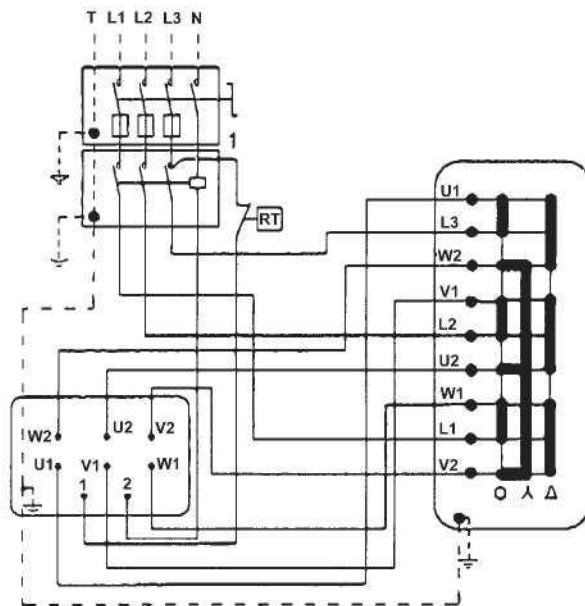 T L1 L2 L3 N
1
RT
U1
L3
W2
V1
L2
U2
W1
L1
V2
O Y Δ
W2 U2 V2
U1 V1 W1
1 2